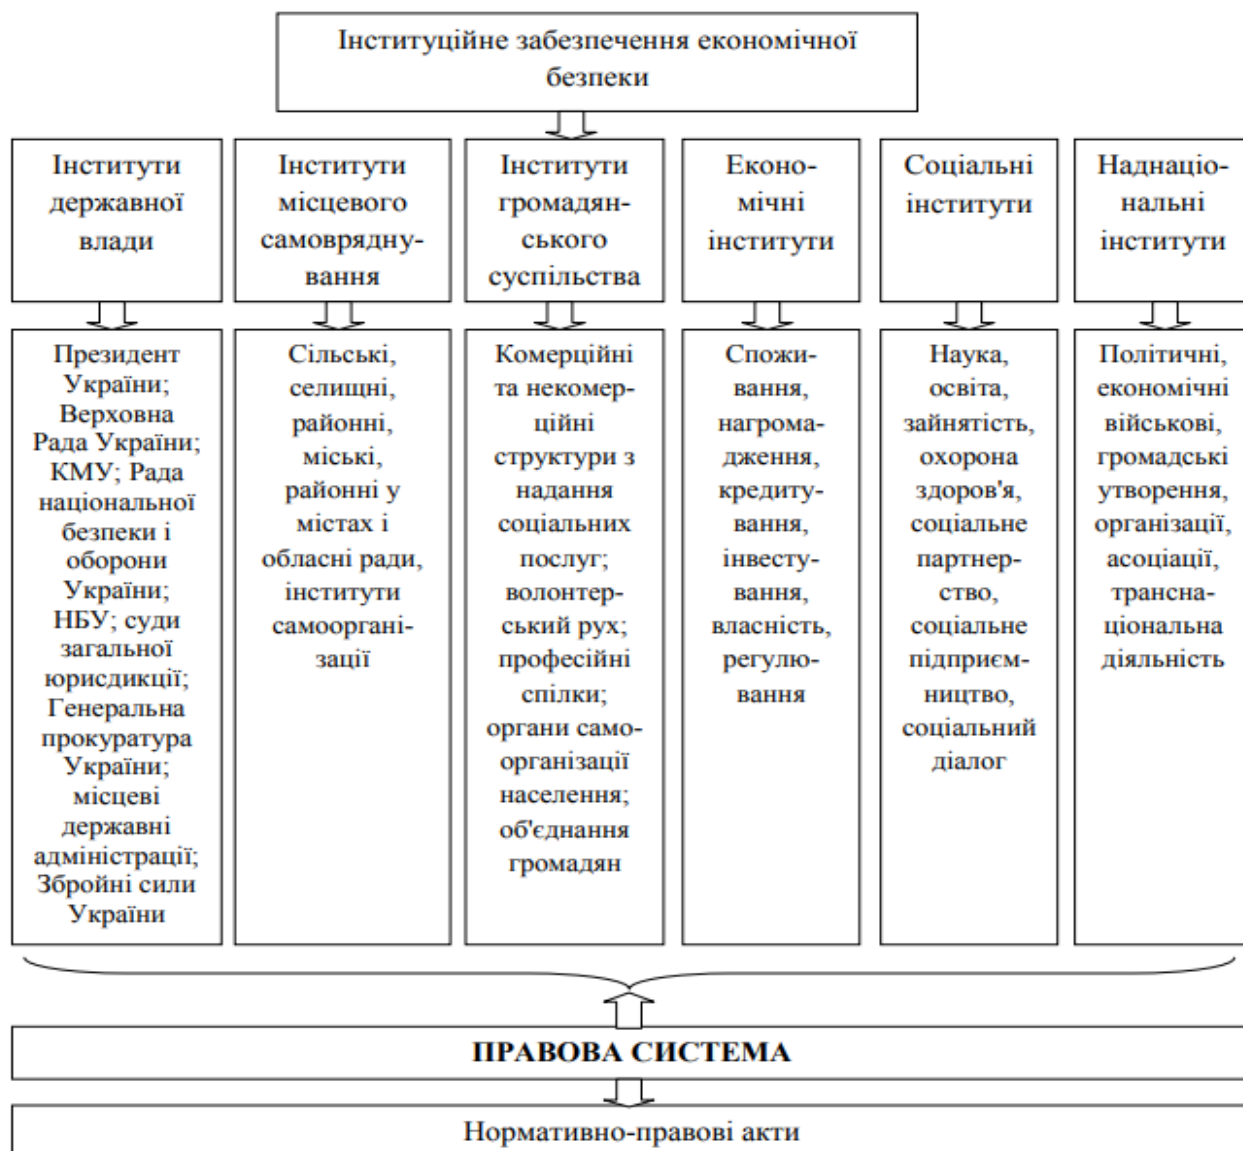 Інституційне забезпечення економічної
безпеки
Інститути
державної
влади
Інститути
місцевого
самоврядну-
вання
Інститути
громадян-
ського
суспільства
Еконо-
мічні
інститути
Соціальні
інститути
Наднаціо-
нальні
інститути
Президент
України;
Верховна
Рада України;
КМУ; Рада
національної
безпеки і
оборони
України;
НБУ; суди
загальної
юрисдикції;
Генеральна
прокуратура
України;
місцеві
державні
адміністрації;
Збройні сили
України
Сільські,
селищні,
районні,
міські,
районні у
містах і
обласні ради,
інститути
самооргані-
зації
Комерційні
та некомер-
ційні
структури з
надання
соціальних
послуг;
волонтер-
ський рух;
професійні
спілки;
органи само-
організації
населення;
об'єднання
громадян
Спожи-
вання,
нагрома-
дження,
кредиту-
вання,
інвесту-
вання,
власність,
регулю-
вання
Наука,
освіта,
зайнятість,
охорона
здоров'я,
соціальне
партнер-
ство,
соціальне
підприєм-
ництво,
соціальний
діалог
Політичні,
економічні
військові,
громадські
утворення,
організації,
асоціації,
трансна-
ціональна
діяльність
ПРАВОВА СИСТЕМА
Нормативно-правові акти